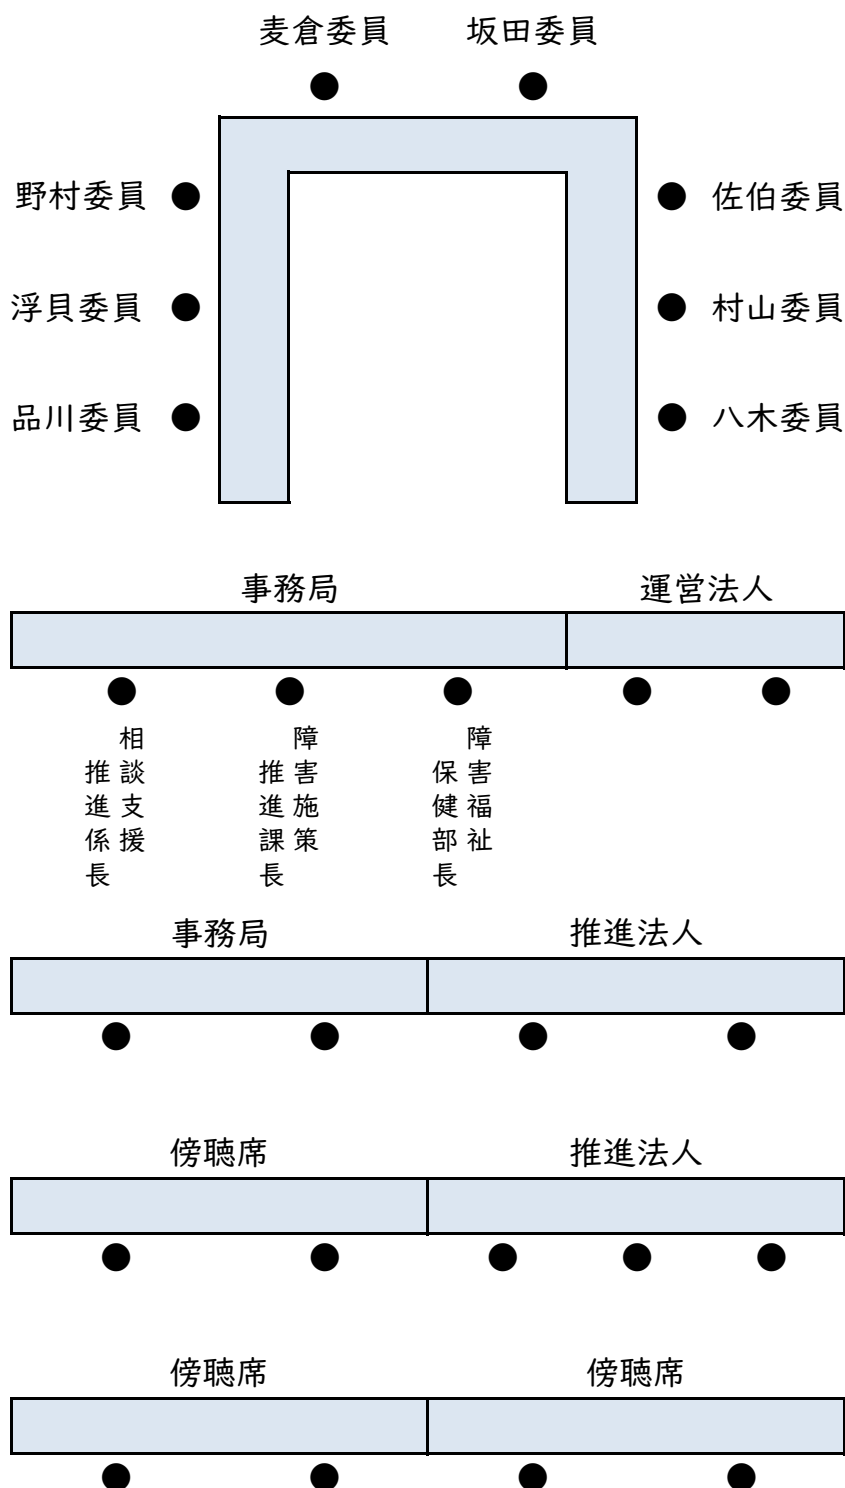 麦倉委員 坂田委員
野村委員 佐伯委員
浮貝委員 村山委員
品川委員 八木委員
事務局 運営法人
相談支援
推進係長
障害施策
推進課長
障害福祉
保健部長
事務局 推進法人
傍聴席 推進法人
傍聴席 傍聴席